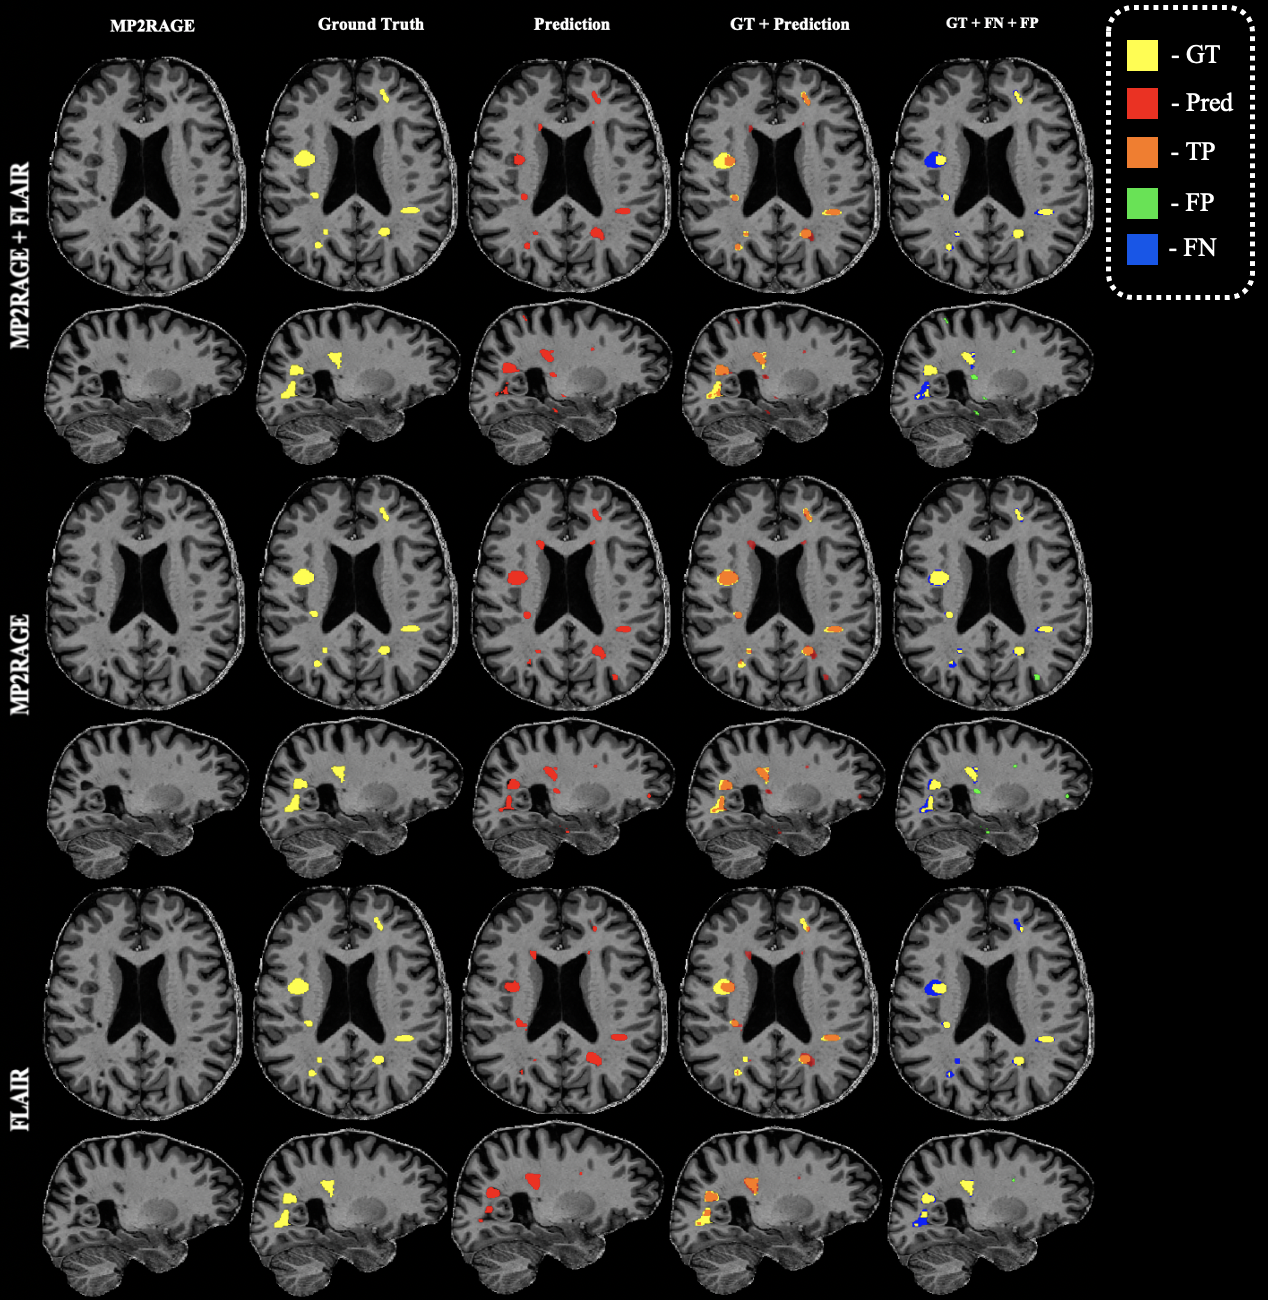 MP2RAGE
Ground Truth
Prediction
GT + Prediction
GT + FN + FP
- GT
- Pred
- TP
- FP
- FN
MP2RAGE + FLAIR
MP2RAGE
FLAIR